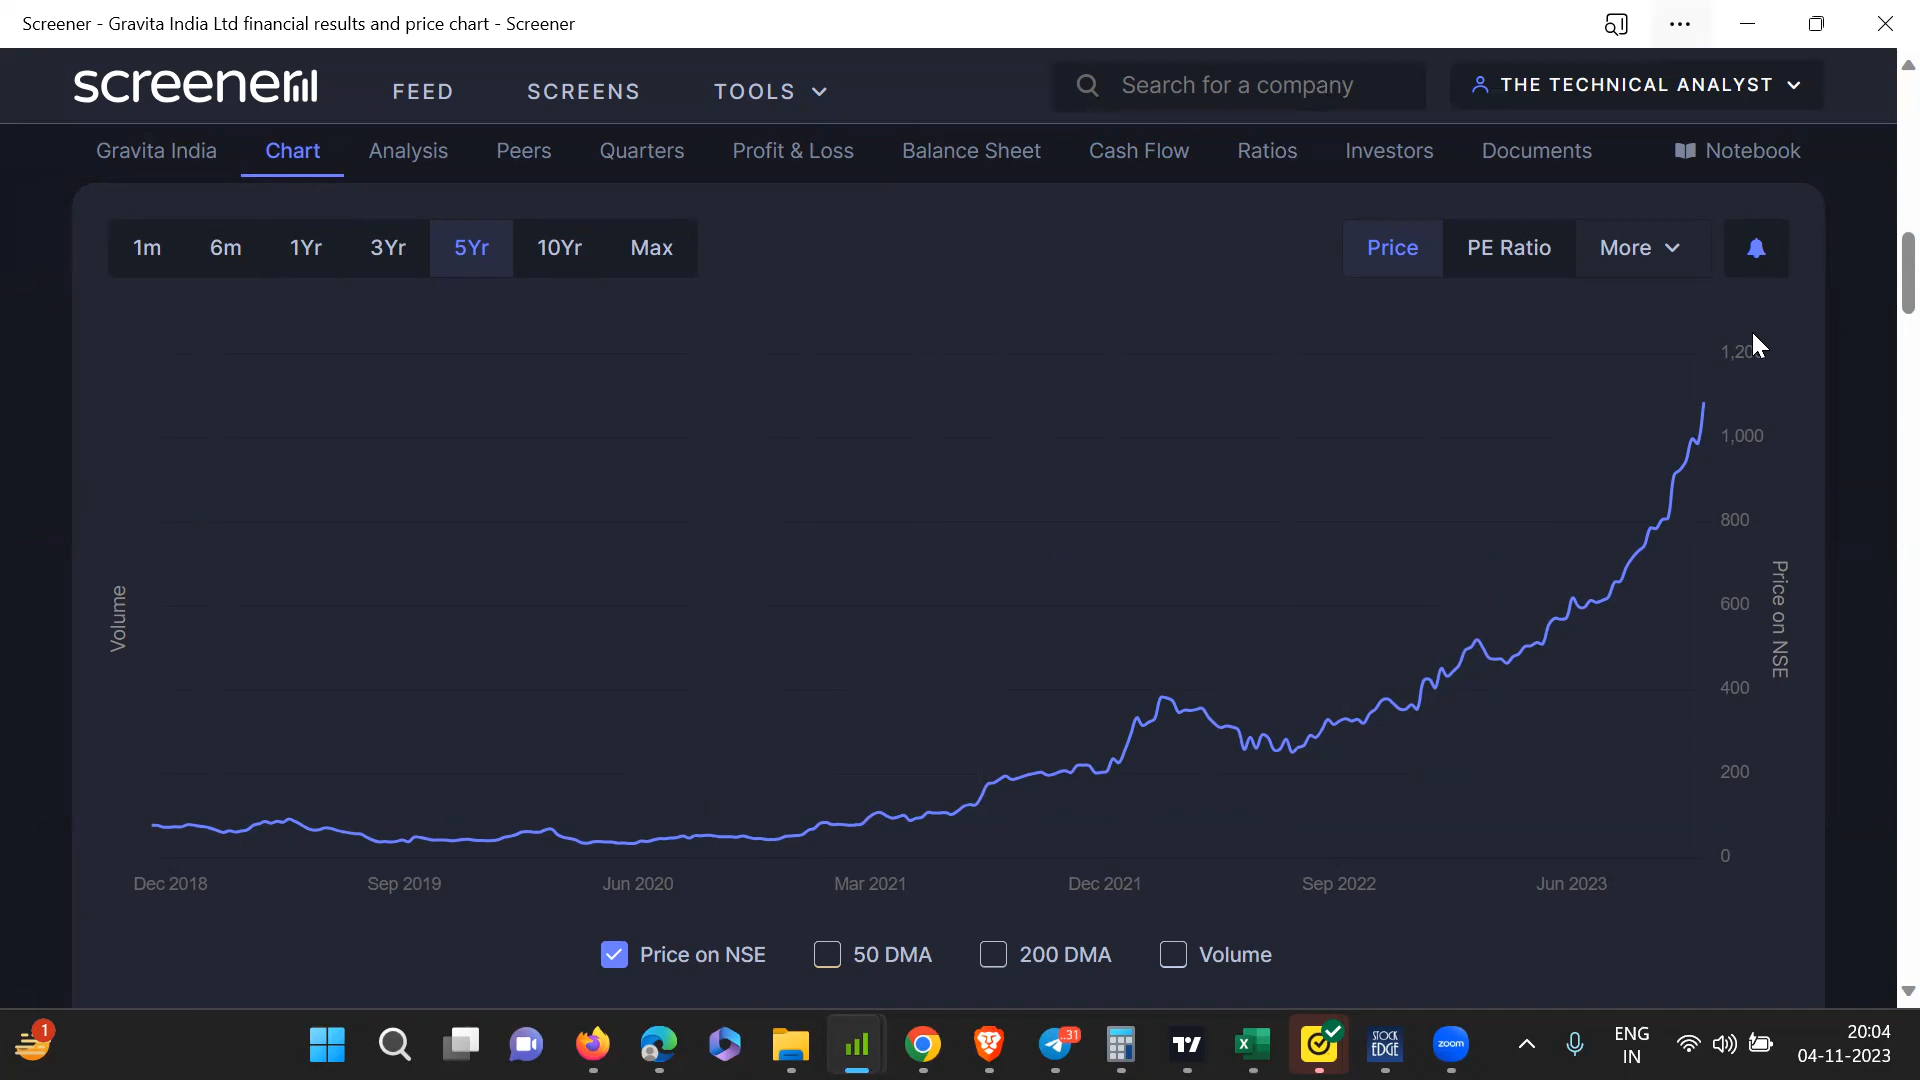 Screener - Gravita India Ltd financial results and price chart - Screener
screener
FEED SCREENS TOOLS
Search for a company
THE TECHNICAL ANALYST
Gravita India Chart Analysis Peers Quarters Profit & Loss Balance Sheet Cash Flow Ratios Investors Documents Notebook
1m 6m 1Yr 3Yr 5Yr 10Yr Max
Price PE Ratio More
1,000
800
600
400
200
0
Volume
Price on NSE
Dec 2018 Sep 2019 Jun 2020 Mar 2021 Dec 2021 Sep 2022 Jun 2023
Price on NSE 50 DMA 200 DMA Volume
1
31
STOCK
EDGE
zoom
ENG
IN
20:04
04-11-2023